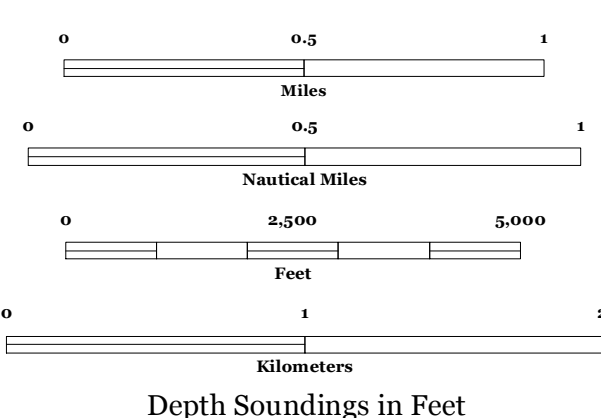 0 0.5 1
Miles
0 0.5 1
Nautical Miles
0 2,500 5,000
Feet
0 1 2
Kilometers
Depth Soundings in Feet